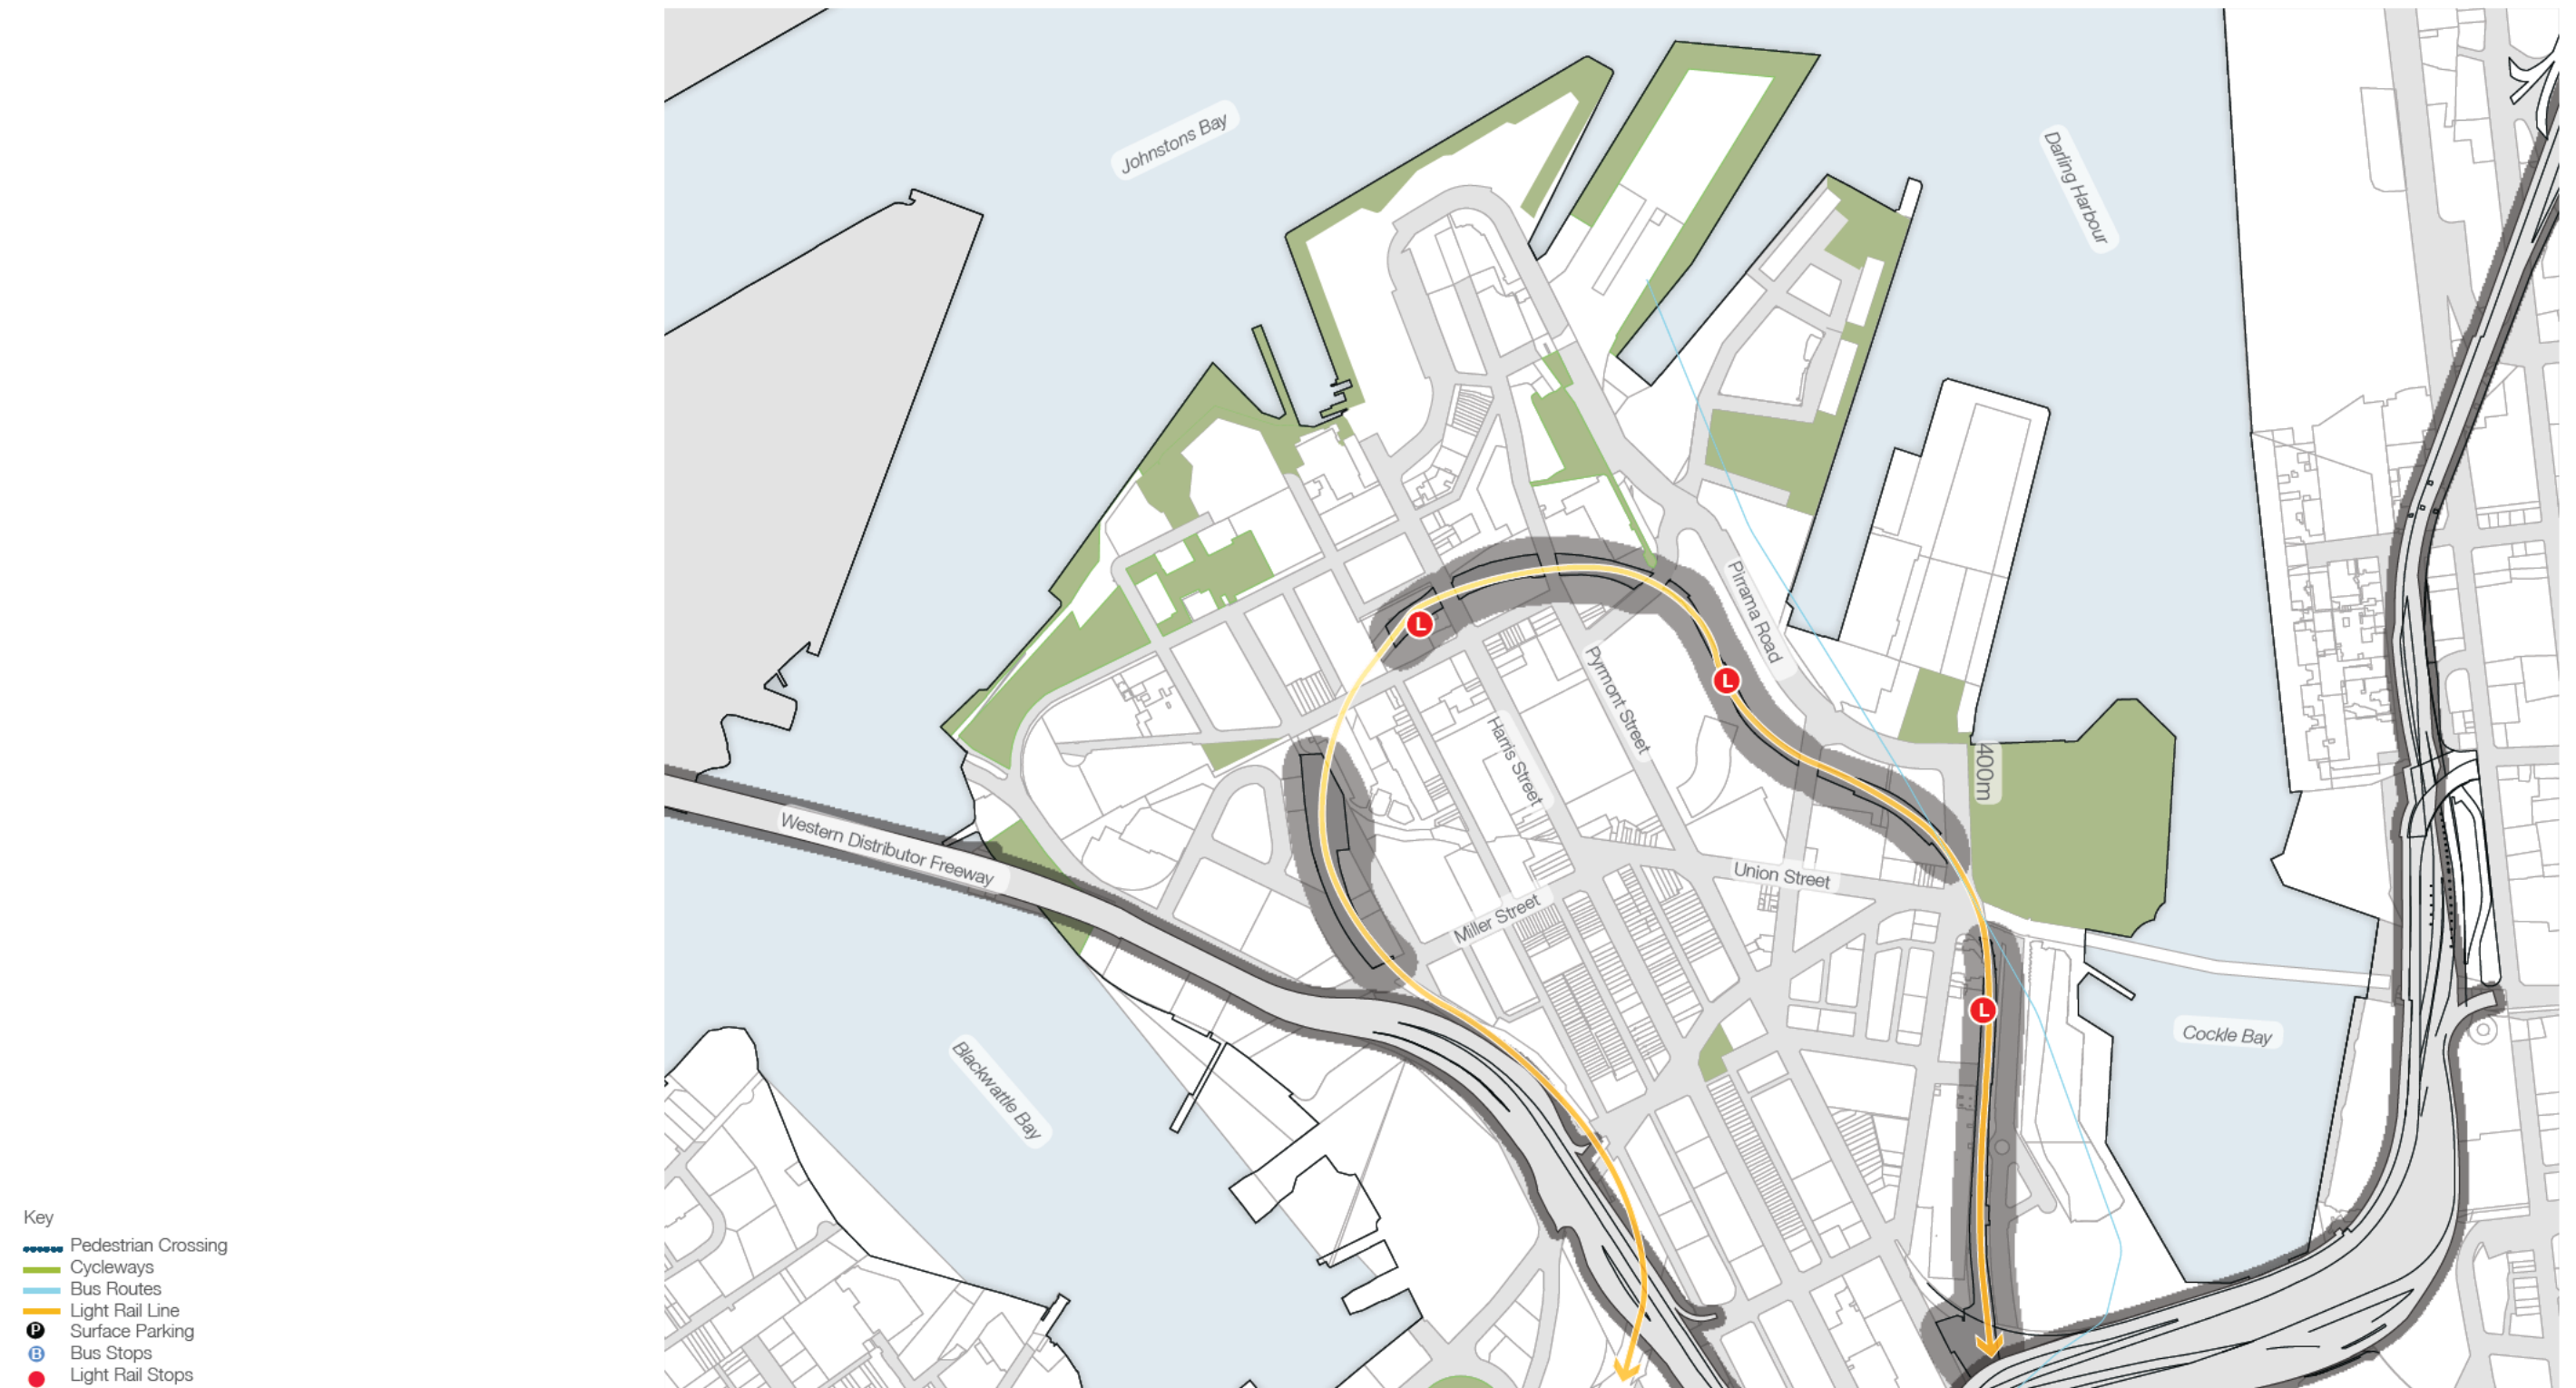 Johnstons Bay
Darling Harbour
L
Pirrama Road
L
Pyrmont Street
Harris Street
400m
Western Distributor Freeway
Union Street
Miller Street
L
Cockle Bay
Blackwattle Bay
Key
Pedestrian Crossing
Cycleways
Bus Routes
Light Rail Line
P Surface Parking
B Bus Stops
Light Rail Stops